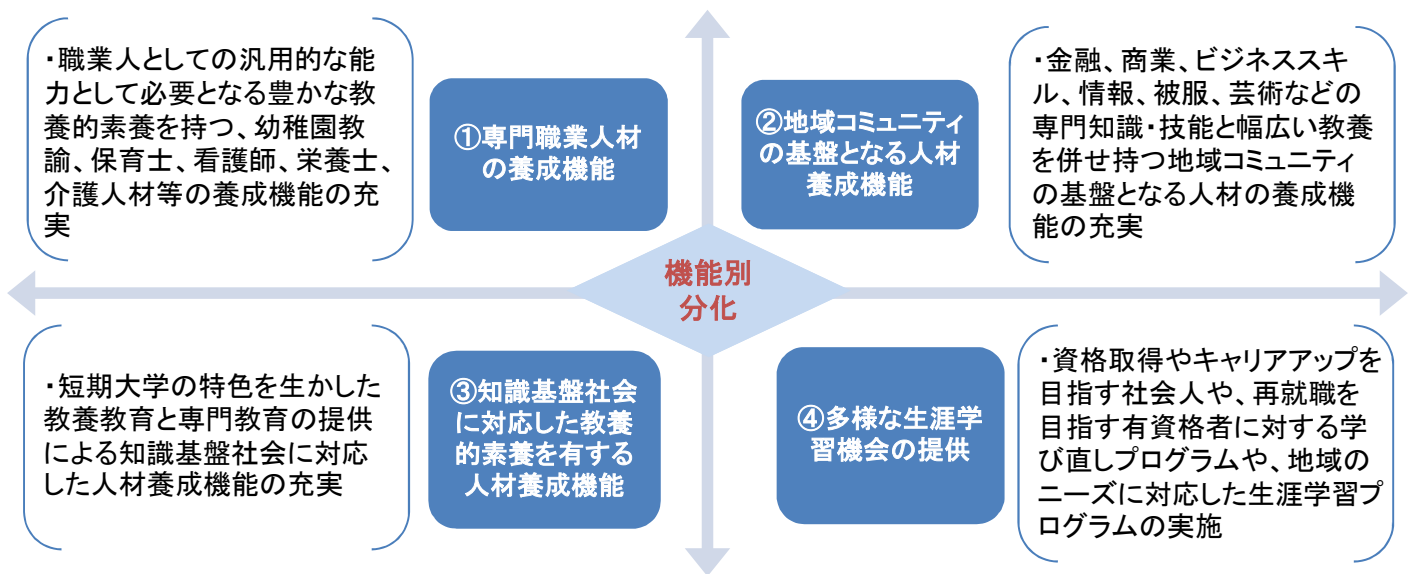 ・職業人としての汎用的な能
力として必要となる豊かな教
養的素養を持つ、幼稚園教
諭、保育士、看護師、栄養士、
介護人材等の養成機能の充
実
①専門職業人材
の養成機能
②地域コミュニティ
の基盤となる人材
養成機能
・金融、商業、ビジネススキ
ル、情報、被服、芸術などの
専門知識・技能と幅広い教養
を併せ持つ地域コミュニティ
の基盤となる人材の養成機
能の充実
機能別
分化
・短期大学の特色を生かした
教養教育と専門教育の提供
による知識基盤社会に対応
した人材養成機能の充実
③知識基盤社会
に対応した教養
的素養を有する
人材養成機能
④多様な生涯学
習機会の提供
・資格取得やキャリアアップを
目指す社会人や、再就職を
目指す有資格者に対する学
び直しプログラムや、地域の
ニーズに対応した生涯学習プ
ログラムの実施